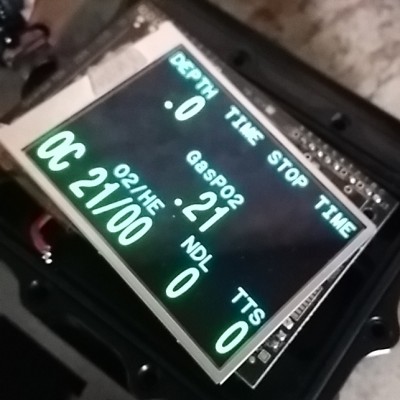 DEPTH TIME STOP TIME
.0
GasPO2
.21
O2/HE NDL TTS
OC 21/00 0 0